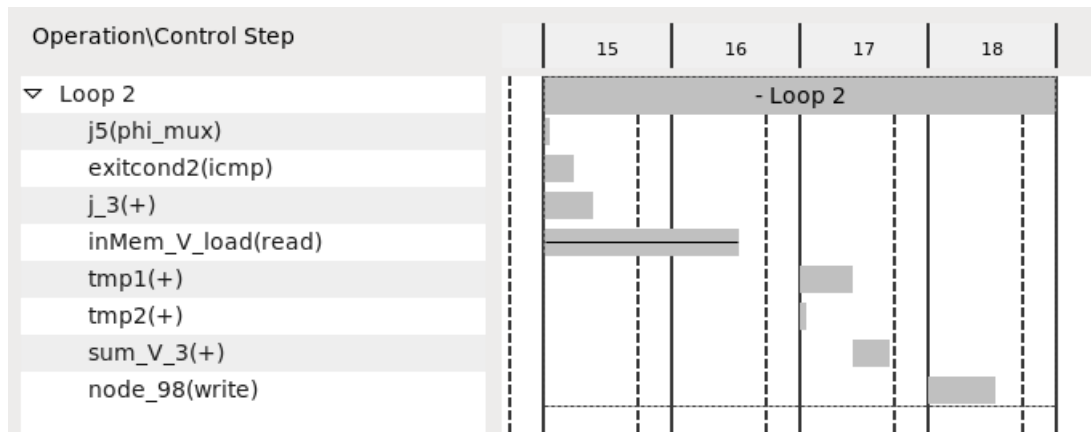 Operation\Control Step 15 16 17 18
Loop 2 - Loop 2
j5(phi_mux)
exitcond2(icmp)
j_3(+)
inMem_V_load(read)
tmp1(+)
tmp2(+)
sum_V_3(+)
node_98(write)